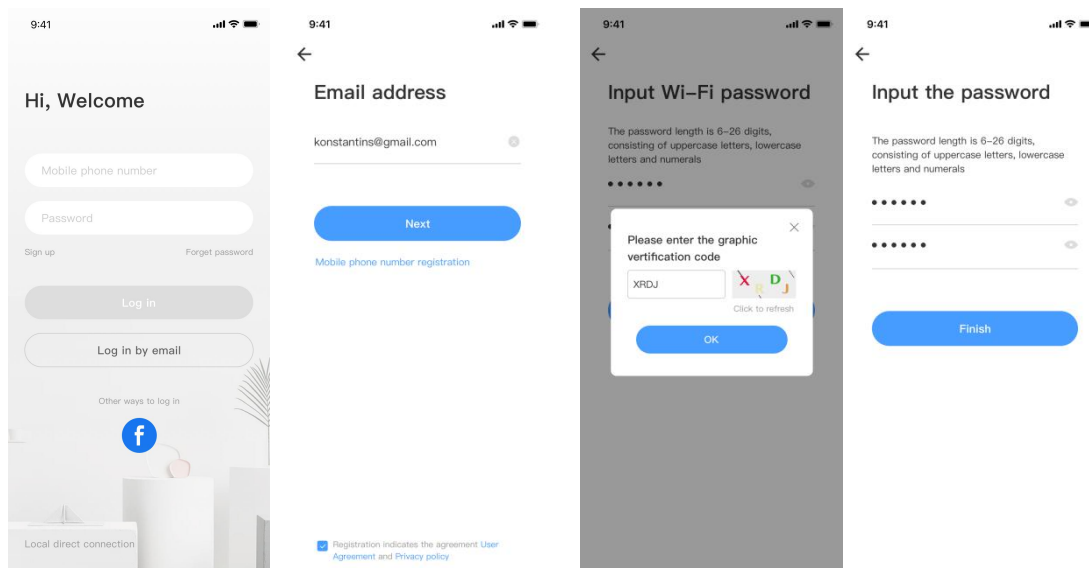 9:41
Hi, Welcome
Mobile phone number
Password
Sign up
Forget password
Log in
Log in by email
Other ways to log in
f
Local direct connection
9:41
Email address
konstantins@gmail.com
Next
Mobile phone number registration
Registration indicates the agreement User
Agreement and Privacy policy
9:41
Input Wi-Fi password
The password length is 6-26 digits,
consisting of uppercase letters, lowercase
letters and numerals
Please enter the graphic
vertification code
XRDJ
X R D J
Click to refresh
OK
9:41
Input the password
The password length is 6-26 digits,
consisting of uppercase letters, lowercase
letters and numerals
Finish